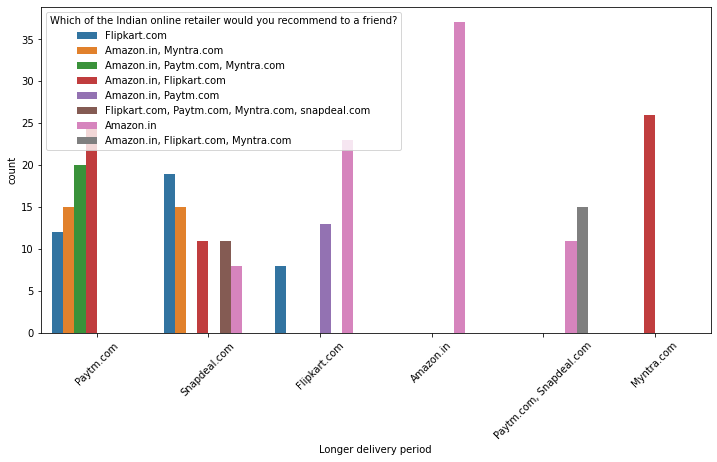 Which of the Indian online retailer would you recommend to a friend?
Flipkart.com
Amazon.in, Myntra.com
Amazon.in, Paytm.com, Myntra.com
Amazon.in, Flipkart.com
Amazon.in, Paytm.com
Flipkart.com, Paytm.com, Myntra.com, snapdeal.com
Amazon.in
Amazon.in, Flipkart.com, Myntra.com
count
35
30
25
20
15
10
5
0
Paytm.com
Snapdeal.com
Flipkart.com
Amazon.in
Paytm.com, Snapdeal.com
Myntra.com
Longer delivery period